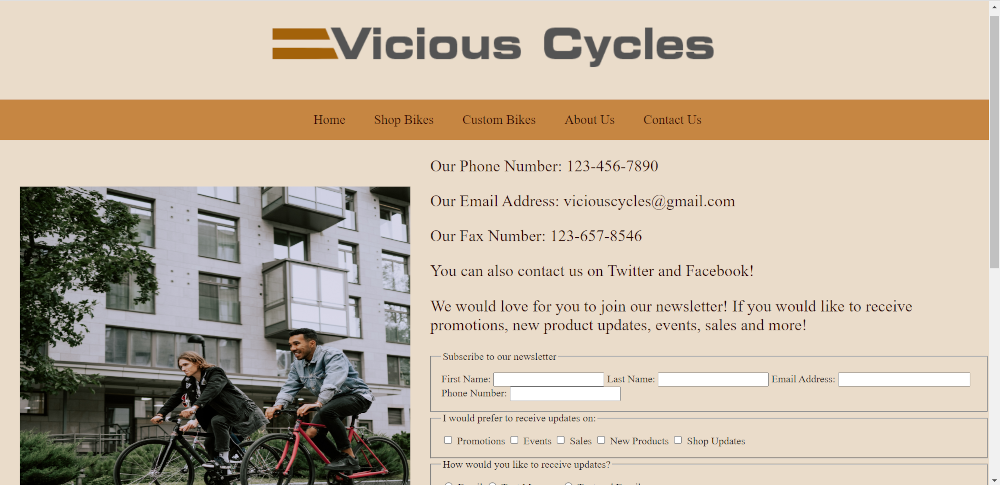 Vicious Cycles
Home Shop Bikes Custom Bikes About Us Contact Us
Our Phone Number: 123-456-7890
Our Email Address: viciouscycles@gmail.com
Our Fax Number: 123-657-8546
You can also contact us on Twitter and Facebook!
We would love for you to join our newsletter! If you would like to receive
promotions, new product updates, events, sales and more!
Subscribe to our newsletter
First Name: Last Name: Email Address:
Phone Number:
I would prefer to receive updates on:
Promotions Events Sales New Products Shop Updates
How would you like to receive updates?